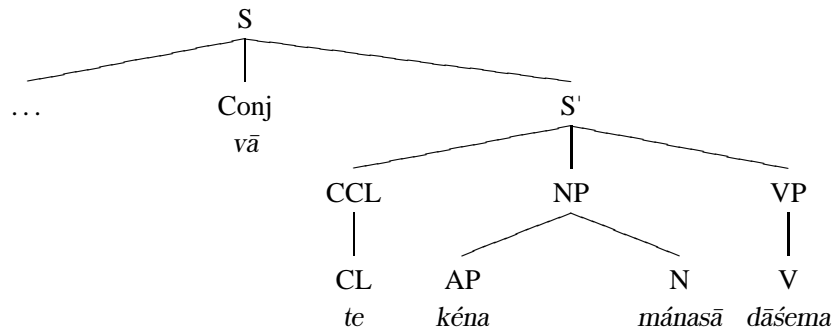 S
... Conj S'
vā
CCL NP VP
CL AP N V
te kéna mánasā dāśema